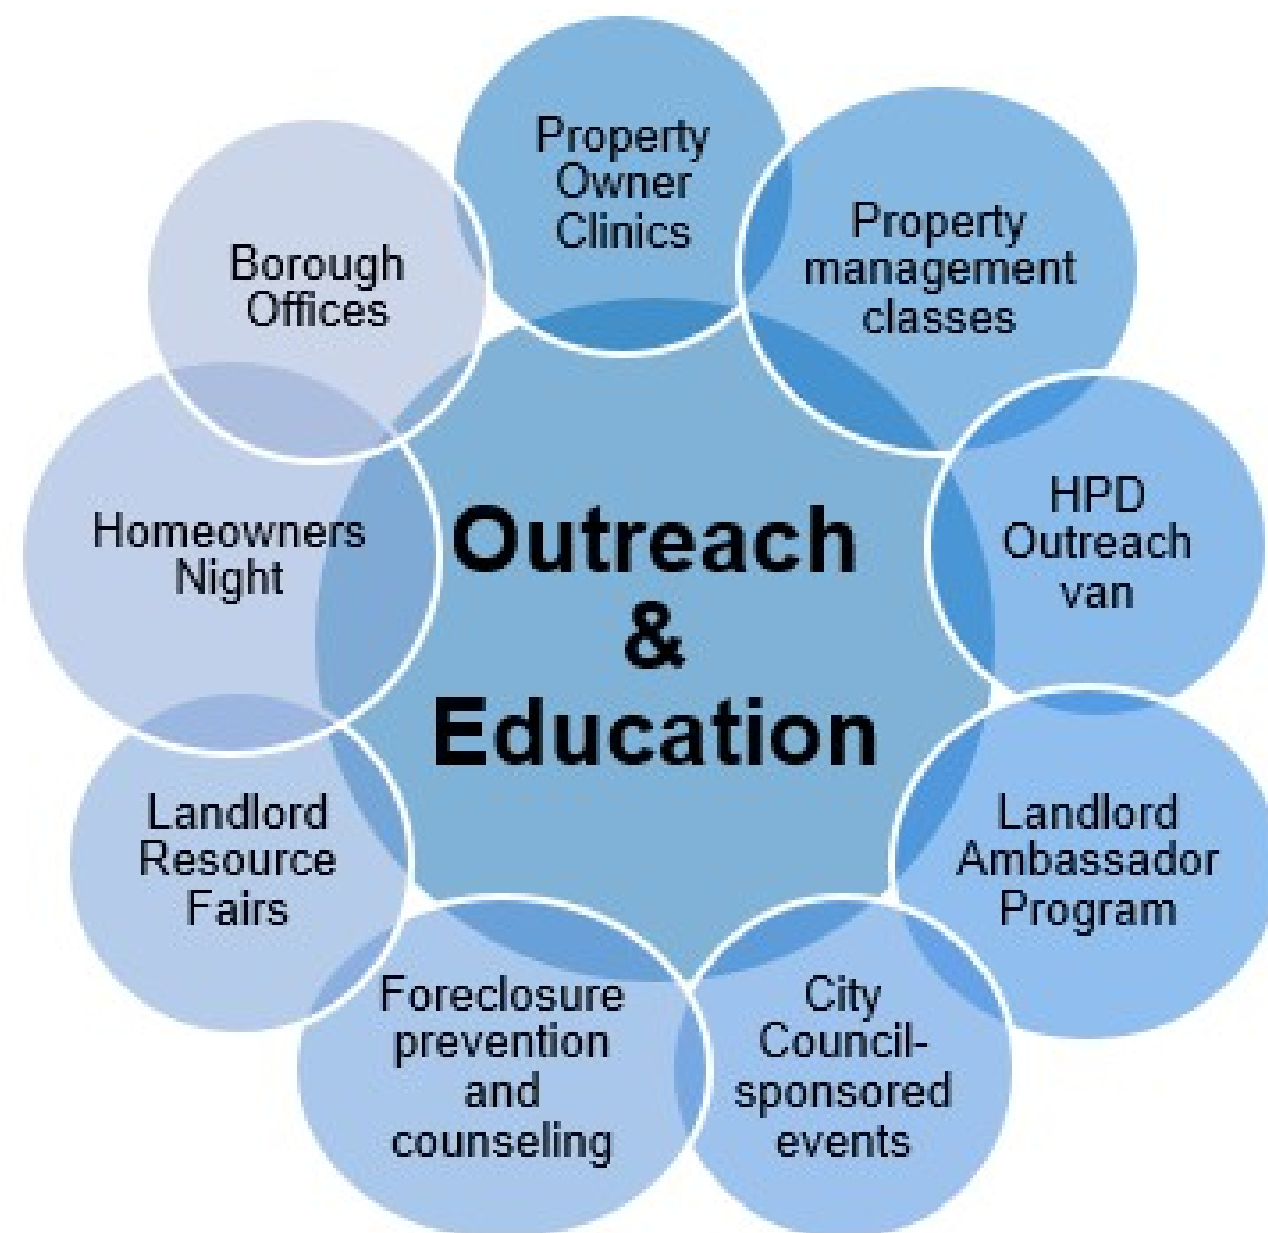 Property
Owner
Clinics
Property
management
classes
HPD
Outreach
van
Landlord
Ambassador
Program
City
Council-
sponsored
events
Foreclosure
prevention
and
counseling
Landlord
Resource
Fairs
Homeowners
Night
Borough
Offices
Outreach
&
Education